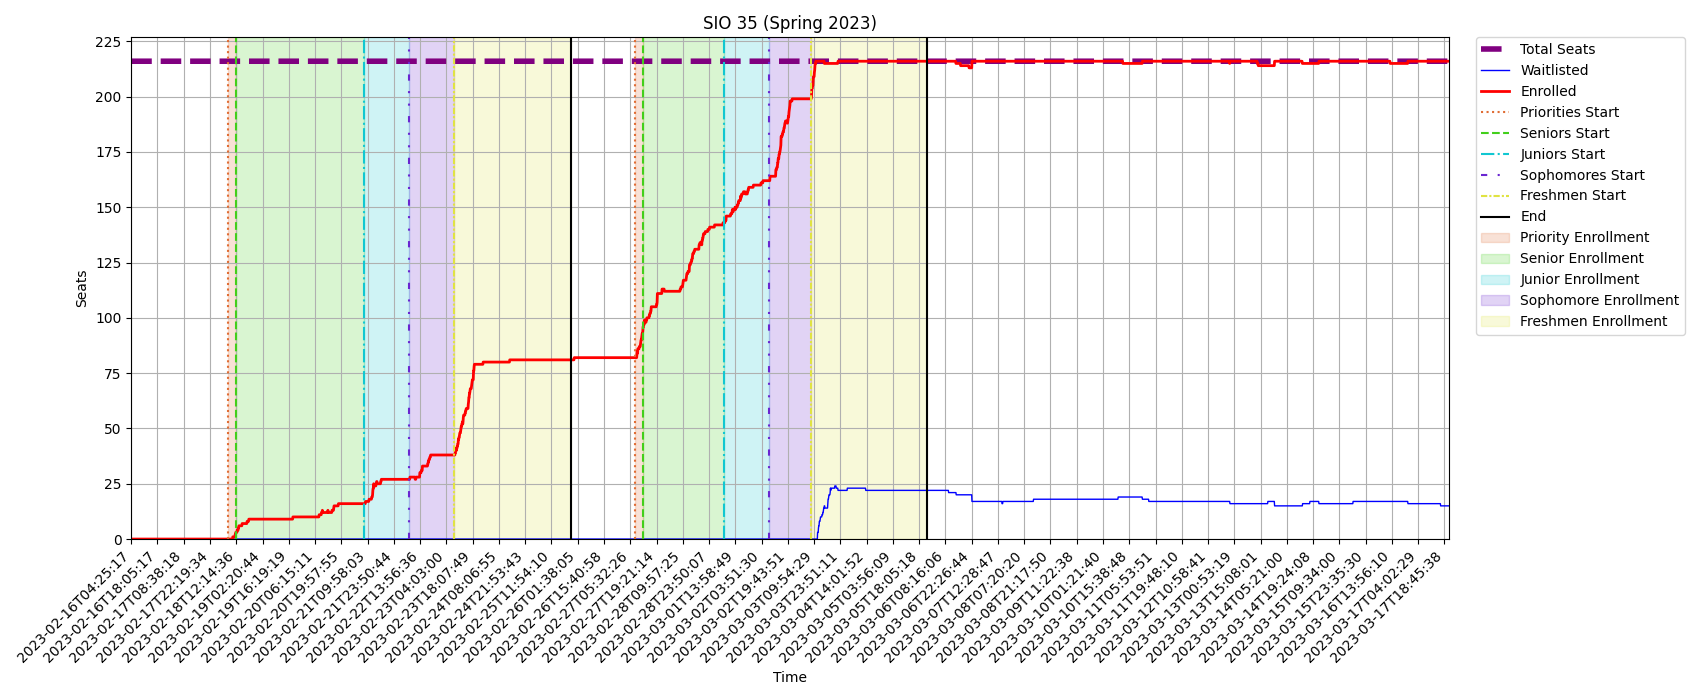 SIO 35 (Spring 2023)
225
200
175
150
125
100
75
50
25
0
Seats
2023-02-16T04:25:17
2023-02-16T18:05:17
2023-02-17T08:38:18
2023-02-17T22:19:34
2023-02-18T12:14:36
2023-02-19T02:20:44
2023-02-19T16:19:19
2023-02-20T06:15:11
2023-02-20T19:57:55
2023-02-21T09:58:03
2023-02-21T23:50:44
2023-02-22T13:56:36
2023-02-23T04:03:00
2023-02-23T18:07:49
2023-02-24T08:06:55
2023-02-24T21:53:43
2023-02-25T11:54:10
2023-02-26T01:38:05
2023-02-26T15:40:58
2023-02-27T05:32:26
2023-02-27T19:21:14
2023-02-28T09:57:25
2023-02-28T23:50:07
2023-03-01T13:58:49
2023-03-02T03:51:30
2023-03-02T19:43:51
2023-03-03T09:54:29
2023-03-03T23:51:11
2023-03-04T14:01:52
2023-03-05T03:56:09
2023-03-05T18:05:18
2023-03-06T08:16:06
2023-03-06T22:26:44
2023-03-07T12:28:47
2023-03-08T07:20:20
2023-03-08T21:17:50
2023-03-09T11:22:38
2023-03-10T01:21:40
2023-03-10T15:38:48
2023-03-11T05:53:51
2023-03-11T19:48:10
2023-03-12T10:58:41
2023-03-13T00:53:19
2023-03-13T15:08:01
2023-03-14T05:21:00
2023-03-14T19:24:08
2023-03-15T09:34:00
2023-03-15T23:35:30
2023-03-16T13:56:10
2023-03-17T04:02:29
2023-03-17T18:45:38
Time
Total Seats
Waitlisted
Enrolled
Priorities Start
Seniors Start
Juniors Start
Sophomores Start
Freshmen Start
End
Priority Enrollment
Senior Enrollment
Junior Enrollment
Sophomore Enrollment
Freshmen Enrollment